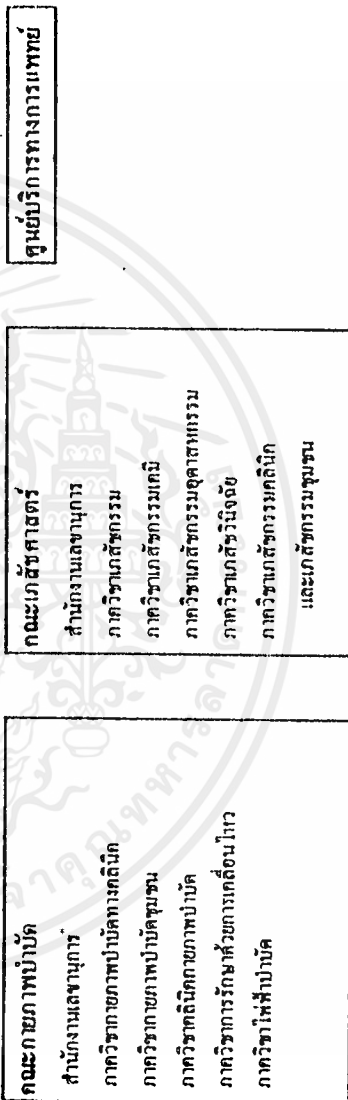 คณะกายภาพบำบัด
สำนักงานเลขานุการ
ภาควิชากายภาพบำบัดทางคลินิก
ภาควิชากายภาพบำบัดชุมชน
ภาควิชาคลินิคกายภาพบำบัด
ภาควิชาการรักษาด้วยการเคลื่อนไหว
ภาควิชาไฟฟ้าบำบัด
คณะเภสัชศาสตร์
สำนักงานเลขานุการ
ภาควิชาเภสัชกรรม
ภาควิชาเภสัชกรรมเคมี
ภาควิชาเภสัชกรรมอุตสาหกรรม
ภาควิชาเภสัชวินิจฉัย
ภาควิชาเภสัชกรรมคลินิก
และเภสัชกรรมชุมชน
ศูนย์บริการทางการแพทย์